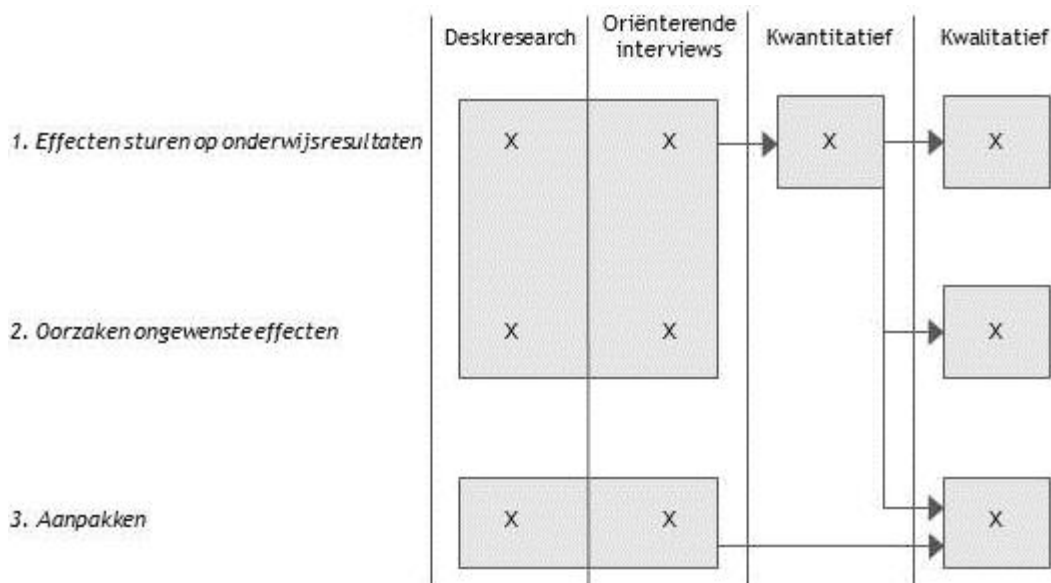 Deskresearch
Oriënterende
interviews
Kwantitatief
Kwalitatief
1. Effecten sturen op onderwijsresultaten
X
X
X
X
2. Oorzaken ongewenste effecten
X
X
X
3. Aanpakken
X
X
X